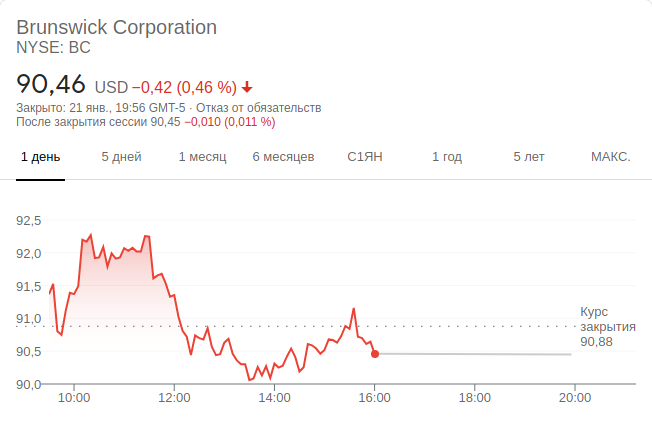 Brunswick Corporation
NYSE: BC
90,46 USD −0,42 (0,46 %)
Закрыто: 21 янв., 19:56 GMT-5 · Отказ от обязательств
После закрытия сессии 90,45 −0,010 (0,011 %)
1 день 5 дней 1 месяц 6 месяцев С1ЯН 1 год 5 лет МАКС.
92,5
92,0
91,5
91,0
90,5
90,0
Курс
закрытия
90,88
10:00 12:00 14:00 16:00 18:00 20:00